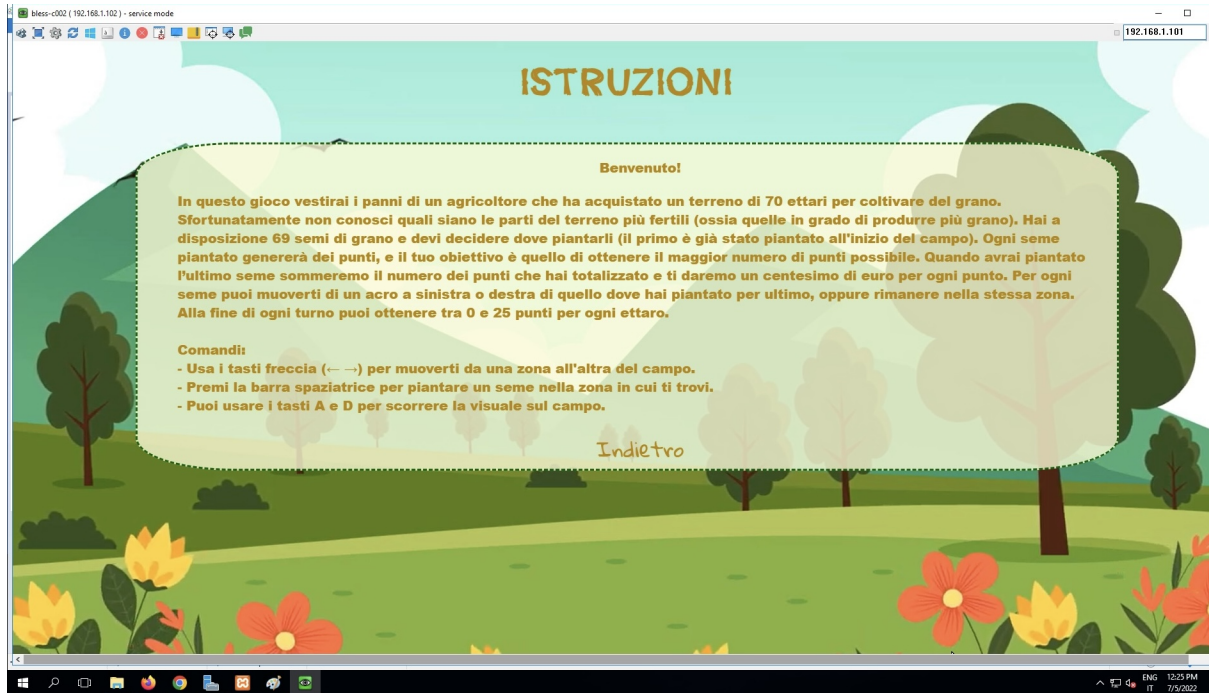 bless-c002 ( 192.168.1.102 ) - service mode
192.168.1.101
ISTRUZIONI
Benvenuto!
In questo gioco vestirai i panni di un agricoltore che ha acquistato un terreno di 70 ettari per coltivare del grano.
Sfortunatamente non conosci quali siano le parti del terreno più fertili (ossia quelle in grado di produrre più grano). Hai a
disposizione 69 semi di grano e devi decidere dove piantarli (il primo è già stato piantato all'inizio del campo). Ogni seme
piantato genererà dei punti, e il tuo obiettivo è quello di ottenere il maggior numero di punti possibile. Quando avrai piantato
l’ultimo seme sommeremo il numero dei punti che hai totalizzato e ti daremo un centesimo di euro per ogni punto. Per ogni
seme puoi muoverti di un acro a sinistra o destra di quello dove hai piantato per ultimo, oppure rimanere nella stessa zona.
Alla fine di ogni turno puoi ottenere tra 0 e 25 punti per ogni ettaro.
Comandi:
- Usa i tasti freccia (← →) per muoverti da una zona all'altra del campo.
- Premi la barra spaziatrice per piantare un seme nella zona in cui ti trovi.
- Puoi usare i tasti A e D per scorrere la visuale sul campo.
Indietro
ENG 12:25 PM
IT 7/5/2022